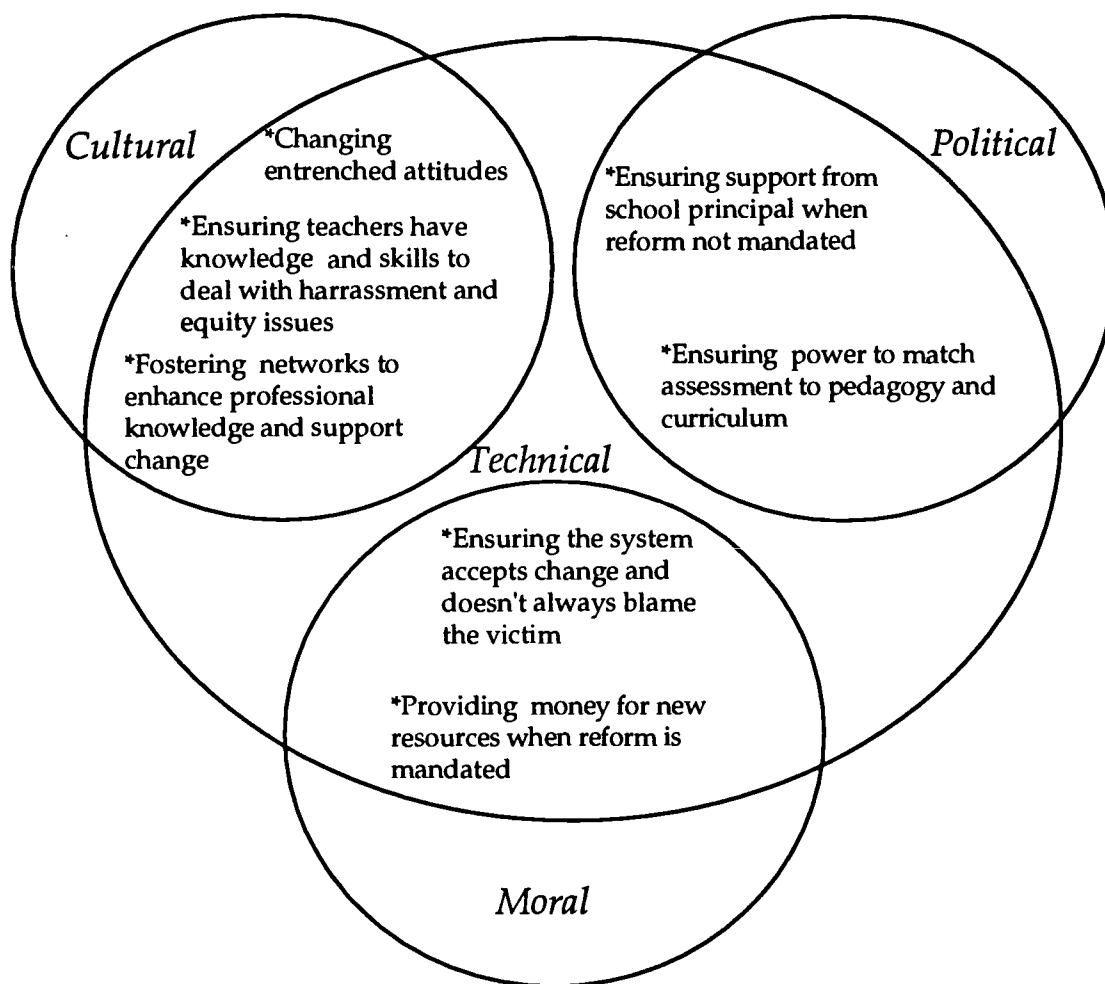 Cultural
*Changing
entrenched attitudes
*Ensuring teachers have
knowledge and skills to
deal with harrassment and
equity issues
*Fostering networks to
enhance professional
knowledge and support
change
Political
*Ensuring support from
school principal when
reform not mandated
*Ensuring power to match
assessment to pedagogy and
curriculum
Technical
*Ensuring the system
accepts change and
doesn't always blame
the victim
*Providing money for new
resources when reform is
mandated
Moral